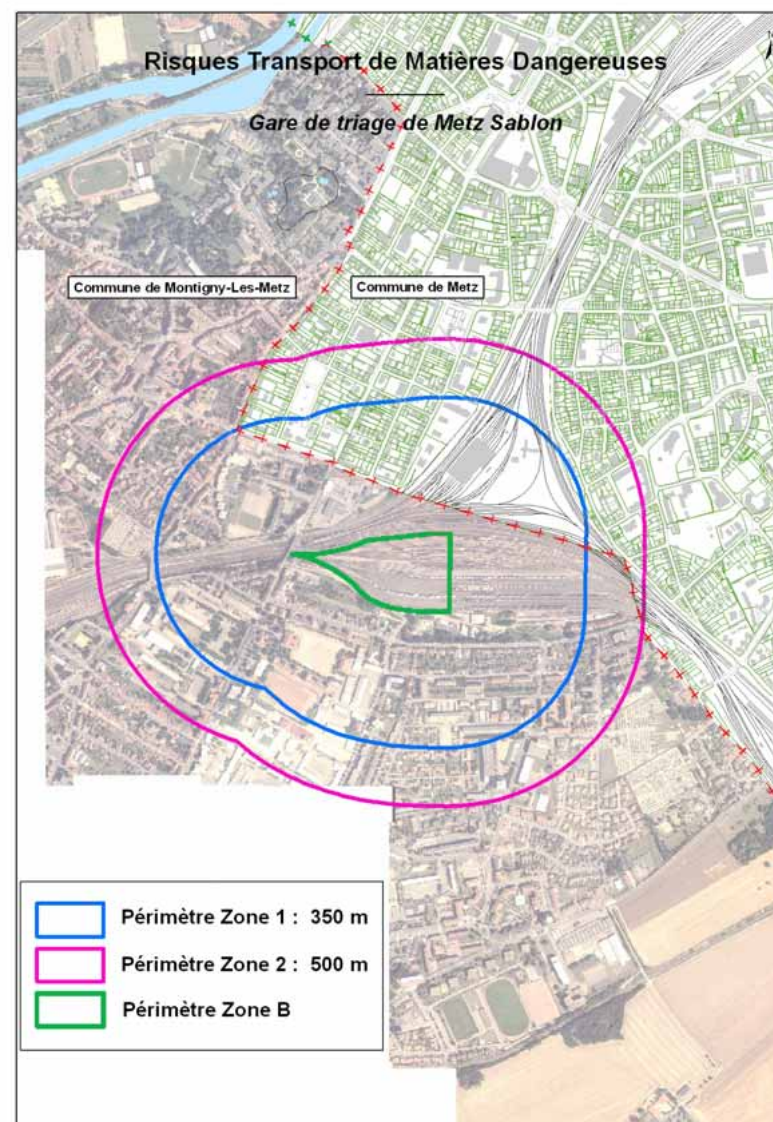 Risques Transport de Matières Dangereuses
Gare de triage de Metz Sablon
Commune de Montigny-Les-Metz
Commune de Metz
Périmètre Zone 1 : 350 m
Périmètre Zone 2 : 500 m
Périmètre Zone B